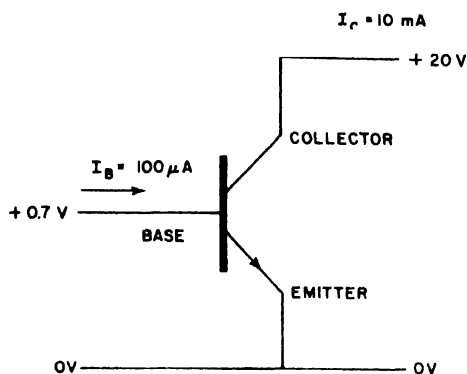 I_C = 10 mA
+ 20 V
COLLECTOR
I_B = 100 μA
+ 0.7 V
BASE
EMITTER
0V
0V